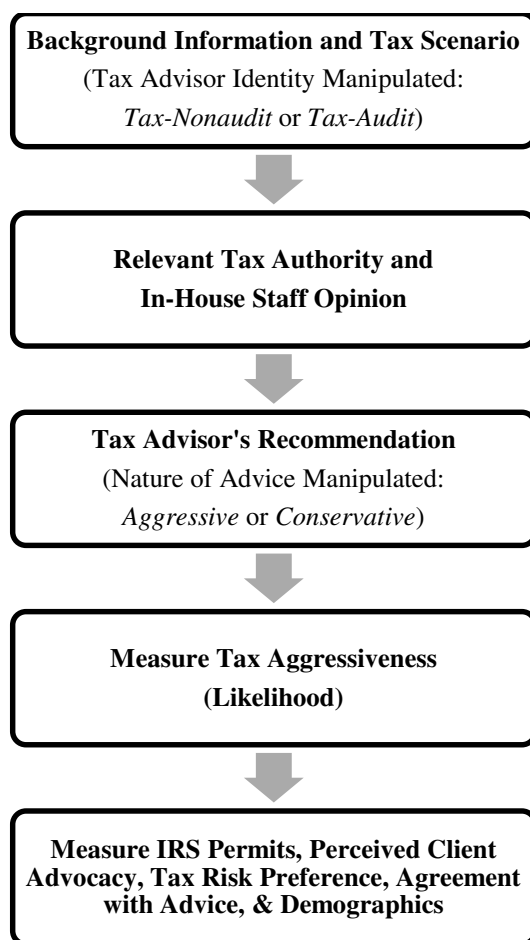 Background Information and Tax Scenario
(Tax Advisor Identity Manipulated:
Tax-Nonaudit or Tax-Audit)
Relevant Tax Authority and
In-House Staff Opinion
Tax Advisor's Recommendation
(Nature of Advice Manipulated:
Aggressive or Conservative)
Measure Tax Aggressiveness
(Likelihood)
Measure IRS Permits, Perceived Client
Advocacy, Tax Risk Preference, Agreement
with Advice, & Demographics